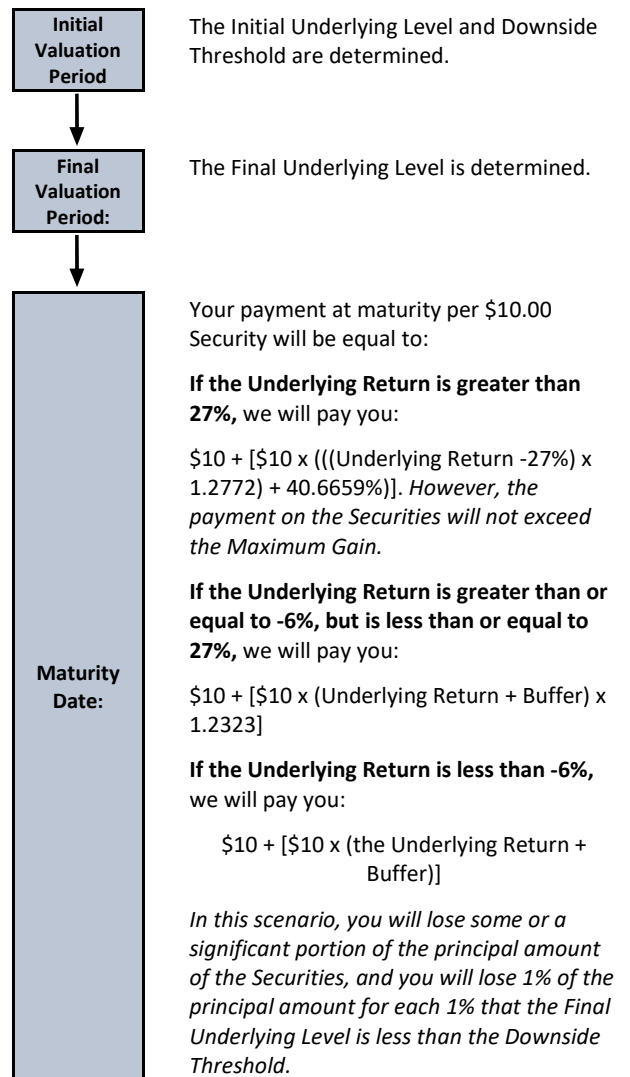 Initial
Valuation
Period
The Initial Underlying Level and Downside
Threshold are determined.
Final
Valuation
Period:
The Final Underlying Level is determined.
Maturity
Date:
Your payment at maturity per $10.00
Security will be equal to:
If the Underlying Return is greater than
27%, we will pay you:
$10 + [$10 x (((Underlying Return -27%) x
1.2772) + 40.6659%)]. However, the
payment on the Securities will not exceed
the Maximum Gain.
If the Underlying Return is greater than or
equal to -6%, but is less than or equal to
27%, we will pay you:
$10 + [$10 x (Underlying Return + Buffer) x
1.2323]
If the Underlying Return is less than -6%,
we will pay you:
$10 + [$10 x (the Underlying Return +
Buffer)]
In this scenario, you will lose some or a
significant portion of the principal amount
of the Securities, and you will lose 1% of the
principal amount for each 1% that the Final
Underlying Level is less than the Downside
Threshold.